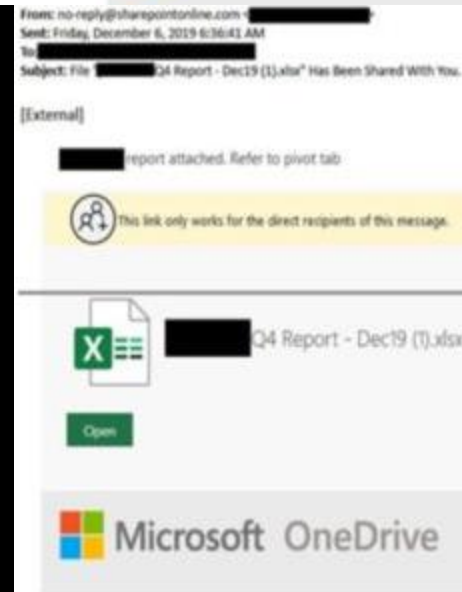 From: no-reply@sharepointonline.com <
Sent: Friday, December 6, 2019 6:36:41 AM
To:
Subject: File " Q4 Report - Dec19 (1).xlsx" Has Been Shared With You.
[External]
report attached. Refer to pivot tab
This link only works for the direct recipients of this message.
X
Q4 Report - Dec19 (1).xlsx
Open
Microsoft OneDrive